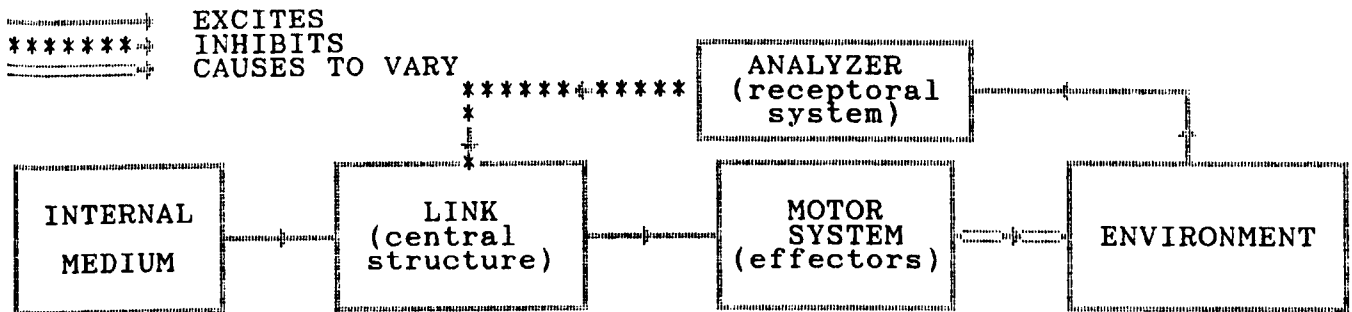 EXCITES
INHIBITS
CAUSES TO VARY
ANALYZER
(receptoral
system)
INTERNAL
MEDIUM
LINK
(central
structure)
MOTOR
SYSTEM
(effectors)
ENVIRONMENT